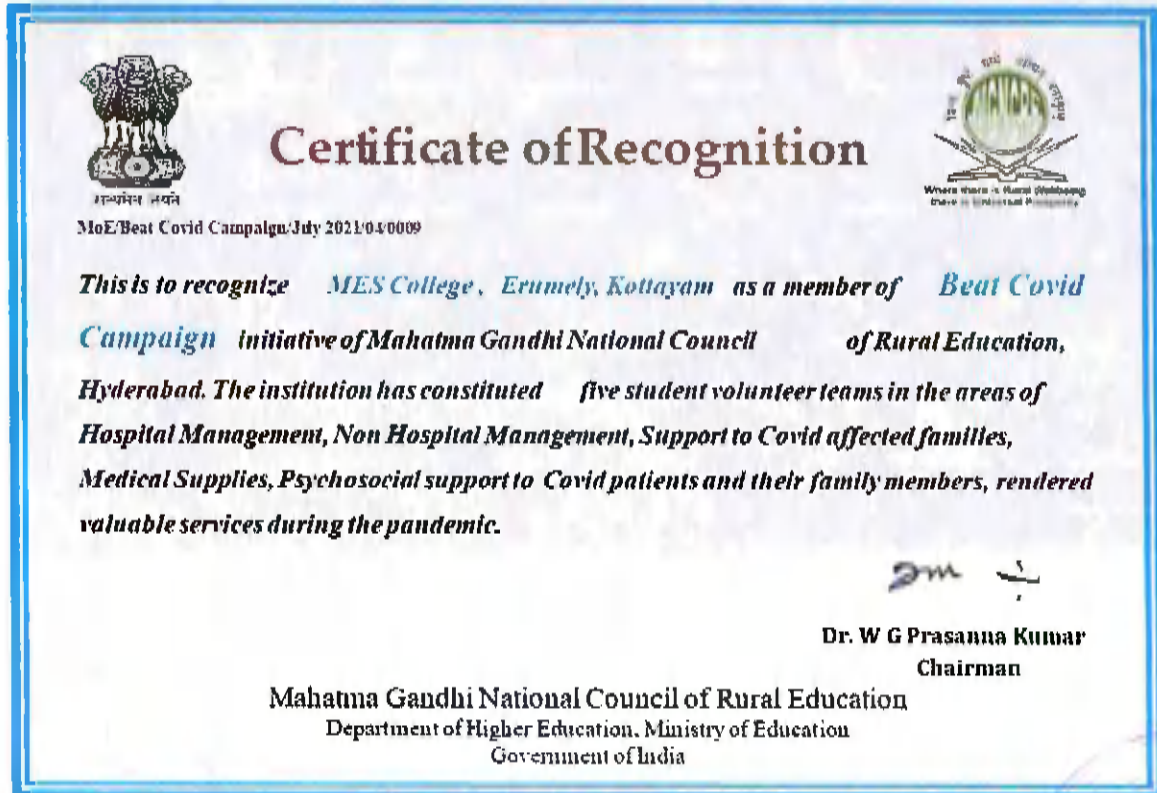 Certificate of Recognition
MoE/Beat Covid Campaign/July 2021/04/0009
This is to recognize MES College, Erumely, Kottayam as a member of Beat Covid
Campaign initiative of Mahatma Gandhi National Council of Rural Education,
Hyderabad. The institution has constituted five student volunteer teams in the areas of
Hospital Management, Non Hospital Management, Support to Covid affected families,
Medical Supplies, Psychosocial support to Covid patients and their family members, rendered
valuable services during the pandemic.
Dr. W G Prasanna Kumar
Chairman
Mahatma Gandhi National Council of Rural Education
Department of Higher Education, Ministry of Education
Government of India